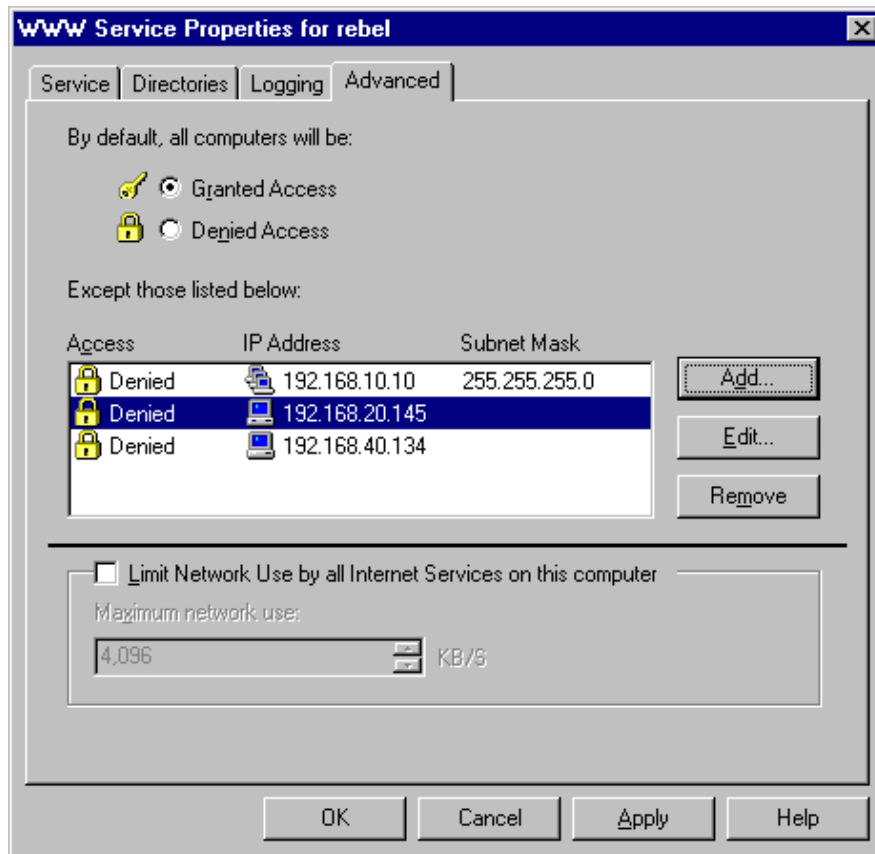 WWW Service Properties for rebel
Service Directories Logging Advanced
By default, all computers will be:
Granted Access
Denied Access
Except those listed below:
Access IP Address Subnet Mask
Denied 192.168.10.10 255.255.255.0
Denied 192.168.20.145
Denied 192.168.40.134
Add...
Edit...
Remove
Limit Network Use by all Internet Services on this computer
Maximum network use:
4,096 KB/S
OK Cancel Apply Help